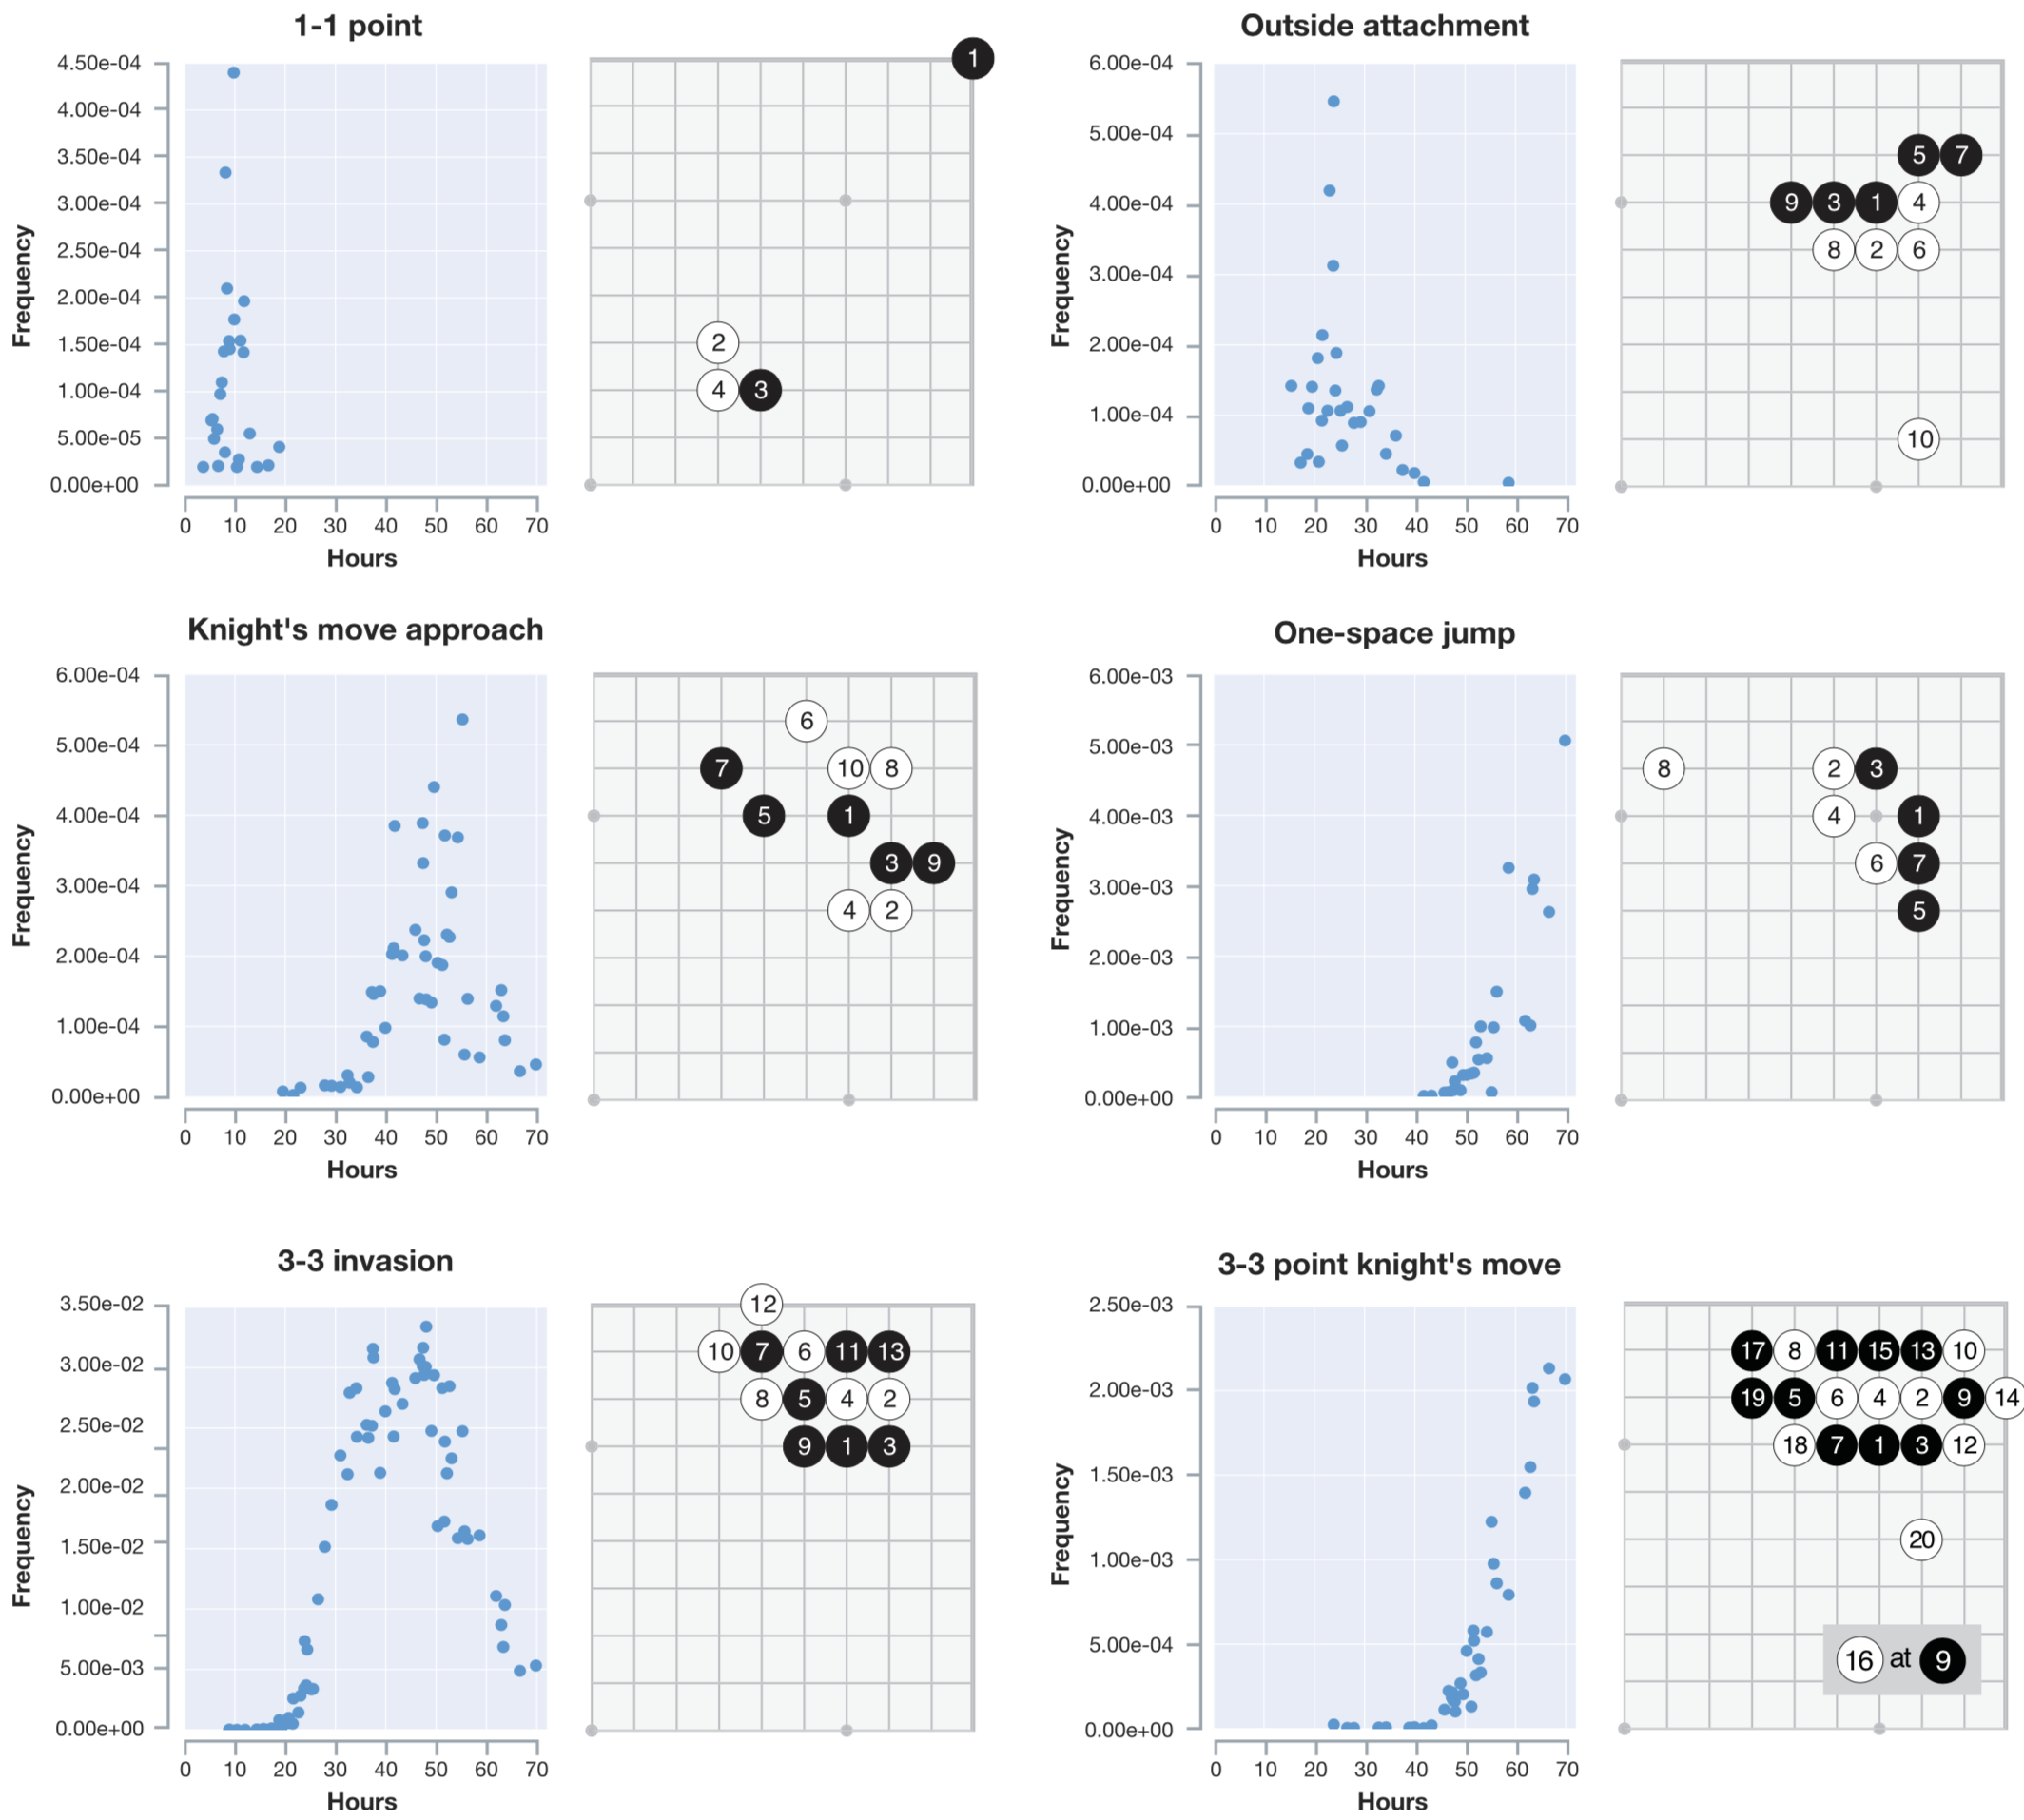 1-1 point
4.50e-04
4.00e-04
3.50e-04
3.00e-04
2.50e-04
2.00e-04
1.50e-04
1.00e-04
5.00e-05
0.00e+00
Frequency
0 10 20 30 40 50 60 70
Hours
1
2
4 3
Outside attachment
6.00e-04
5.00e-04
4.00e-04
3.00e-04
2.00e-04
1.00e-04
0.00e+00
Frequency
0 10 20 30 40 50 60 70
Hours
5 7
9 3 1 4
8 2 6
10
Knight's move approach
6.00e-04
5.00e-04
4.00e-04
3.00e-04
2.00e-04
1.00e-04
0.00e+00
Frequency
0 10 20 30 40 50 60 70
Hours
6
7 10 8
5 1
3 9
4 2
One-space jump
6.00e-03
5.00e-03
4.00e-03
3.00e-03
2.00e-03
1.00e-03
0.00e+00
Frequency
0 10 20 30 40 50 60 70
Hours
8 2 3
4 1
6 7
5
3-3 invasion
3.50e-02
3.00e-02
2.50e-02
2.00e-02
1.50e-02
1.00e-02
5.00e-03
0.00e+00
Frequency
0 10 20 30 40 50 60 70
Hours
12
10 7 6 11 13
8 5 4 2
9 1 3
3-3 point knight's move
2.50e-03
2.00e-03
1.50e-03
1.00e-03
5.00e-04
0.00e+00
Frequency
0 10 20 30 40 50 60 70
Hours
17 8 11 15 13 10
19 5 6 4 2 9 14
18 7 1 3 12
20
16 at 9